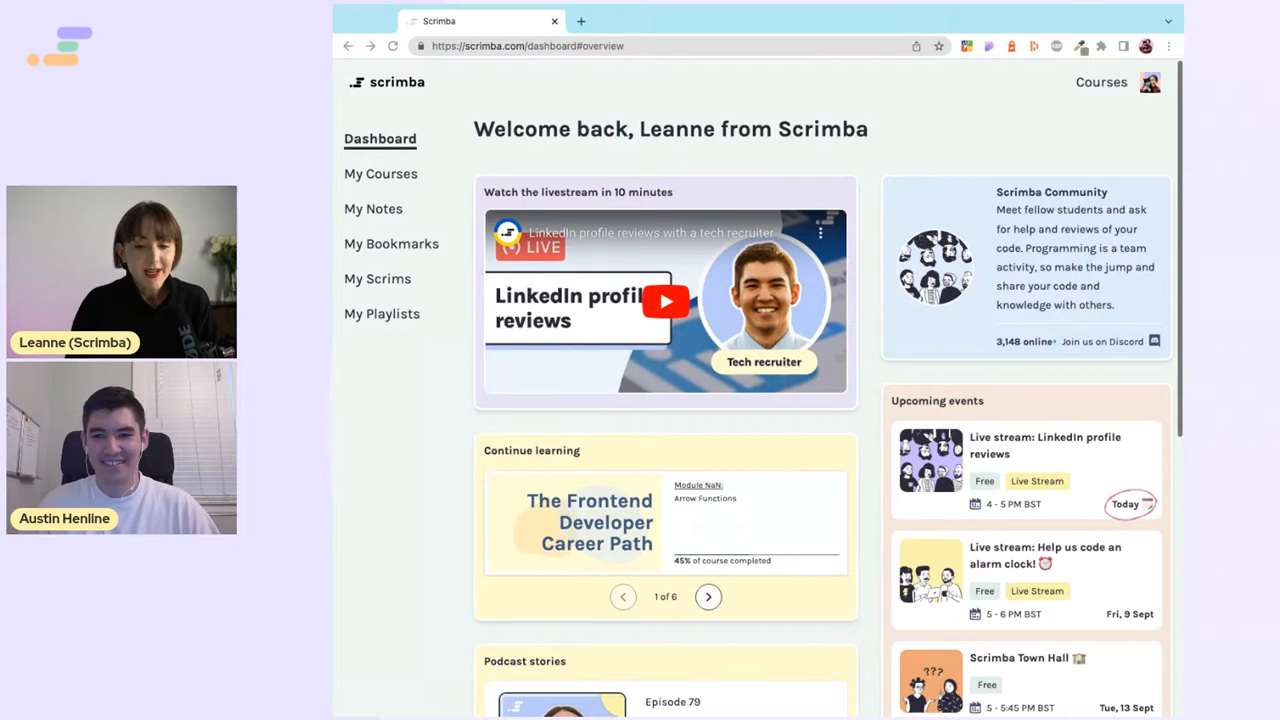 Scrimba
https://scrimba.com/dashboard#overview
scrimba
Courses
Dashboard
My Courses
My Notes
My Bookmarks
My Scrims
My Playlists
Welcome back, Leanne from Scrimba
Watch the livestream in 10 minutes
LinkedIn profile reviews with a tech recruiter
LIVE
LinkedIn profil
reviews
Tech recruiter
Scrimba Community
Meet fellow students and ask
for help and reviews of your
code. Programming is a team
activity, so make the jump and
share your code and
knowledge with others.
3,148 online• Join us on Discord
Continue learning
The Frontend
Developer
Career Path
Module NaN:
Arrow Functions
45% of course completed
1 of 6
Podcast stories
Episode 79
Upcoming events
Live stream: LinkedIn profile
reviews
Free
Live Stream
4 - 5 PM BST
Today
Live stream: Help us code an
alarm clock! ⏰
Free
Live Stream
5 - 6 PM BST
Fri, 9 Sept
???
Scrimba Town Hall 🏫
Free
5 - 5:45 PM BST
Tue, 13 Sept
Leanne (Scrimba)
Austin Henline